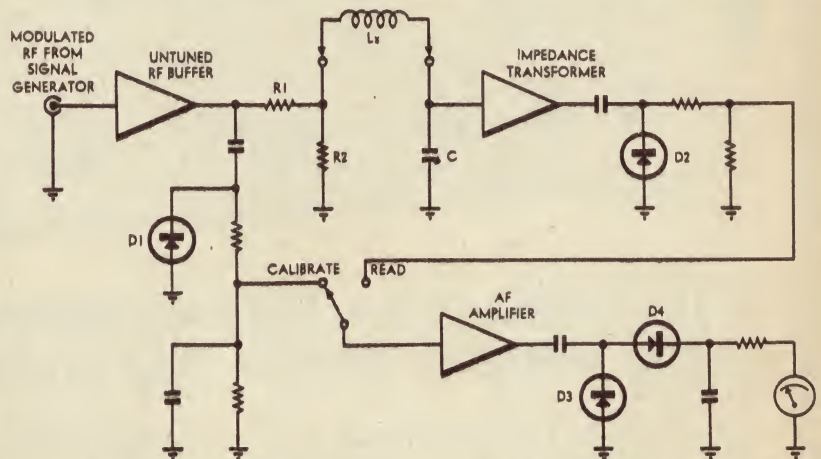 MODULATED
RF FROM
SIGNAL
GENERATOR
UNTUNED
RF BUFFER
R1
R2
Lx
C
IMPEDANCE
TRANSFORMER
D2
D1
CALIBRATE
READ
AF
AMPLIFIER
D3
D4